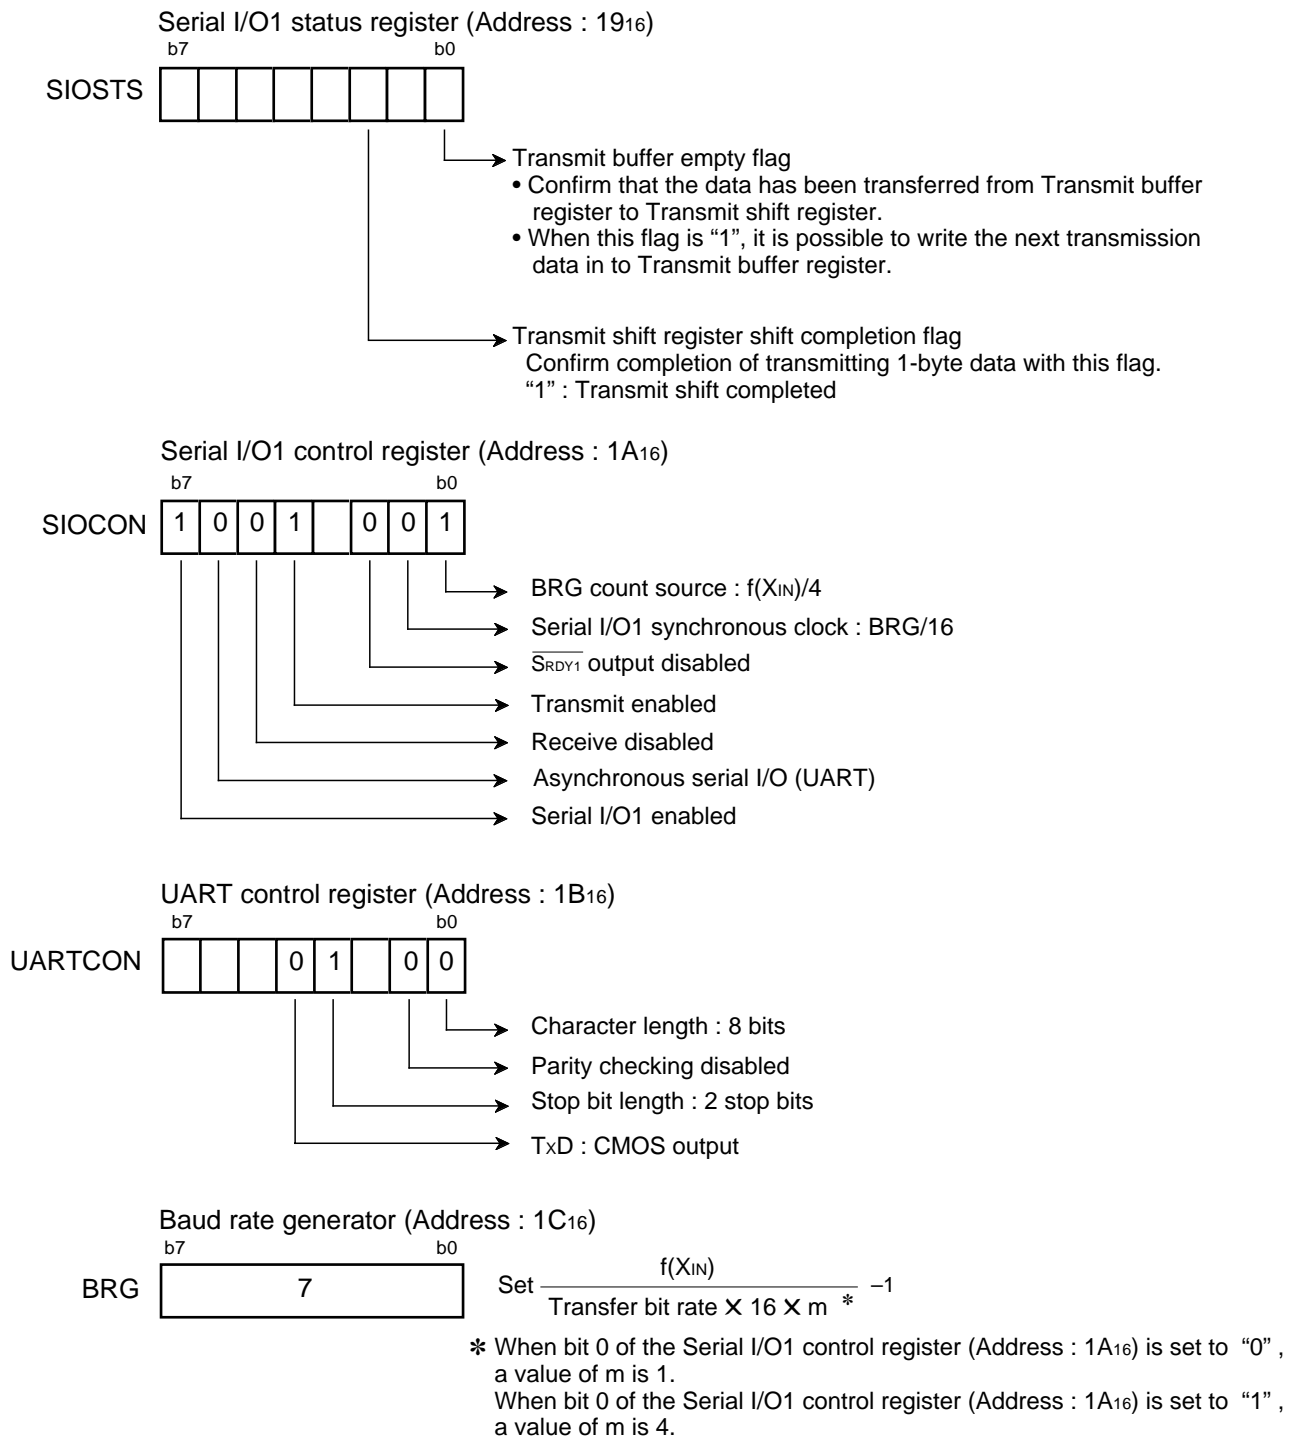 Serial I/O1 status register (Address : 1916)
b7 b0
SIOSTS
Transmit buffer empty flag
• Confirm that the data has been transferred from Transmit buffer
register to Transmit shift register.
• When this flag is “1”, it is possible to write the next transmission
data in to Transmit buffer register.
Transmit shift register shift completion flag
Confirm completion of transmitting 1-byte data with this flag.
“1” : Transmit shift completed
Serial I/O1 control register (Address : 1A16)
b7 b0
SIOCON 1 0 0 1 0 0 1
BRG count source : f(XIN)/4
Serial I/O1 synchronous clock : BRG/16
SRDY1 output disabled
Transmit enabled
Receive disabled
Asynchronous serial I/O (UART)
Serial I/O1 enabled
UART control register (Address : 1B16)
b7 b0
UARTCON 0 1 0 0
Character length : 8 bits
Parity checking disabled
Stop bit length : 2 stop bits
TxD : CMOS output
Baud rate generator (Address : 1C16)
b7 b0
BRG 7
f(XIN)
Set –1
Transfer bit rate ✕ 16 ✕ m ✻
✻ When bit 0 of the Serial I/O1 control register (Address : 1A16) is set to “0” ,
a value of m is 1.
When bit 0 of the Serial I/O1 control register (Address : 1A16) is set to “1” ,
a value of m is 4.